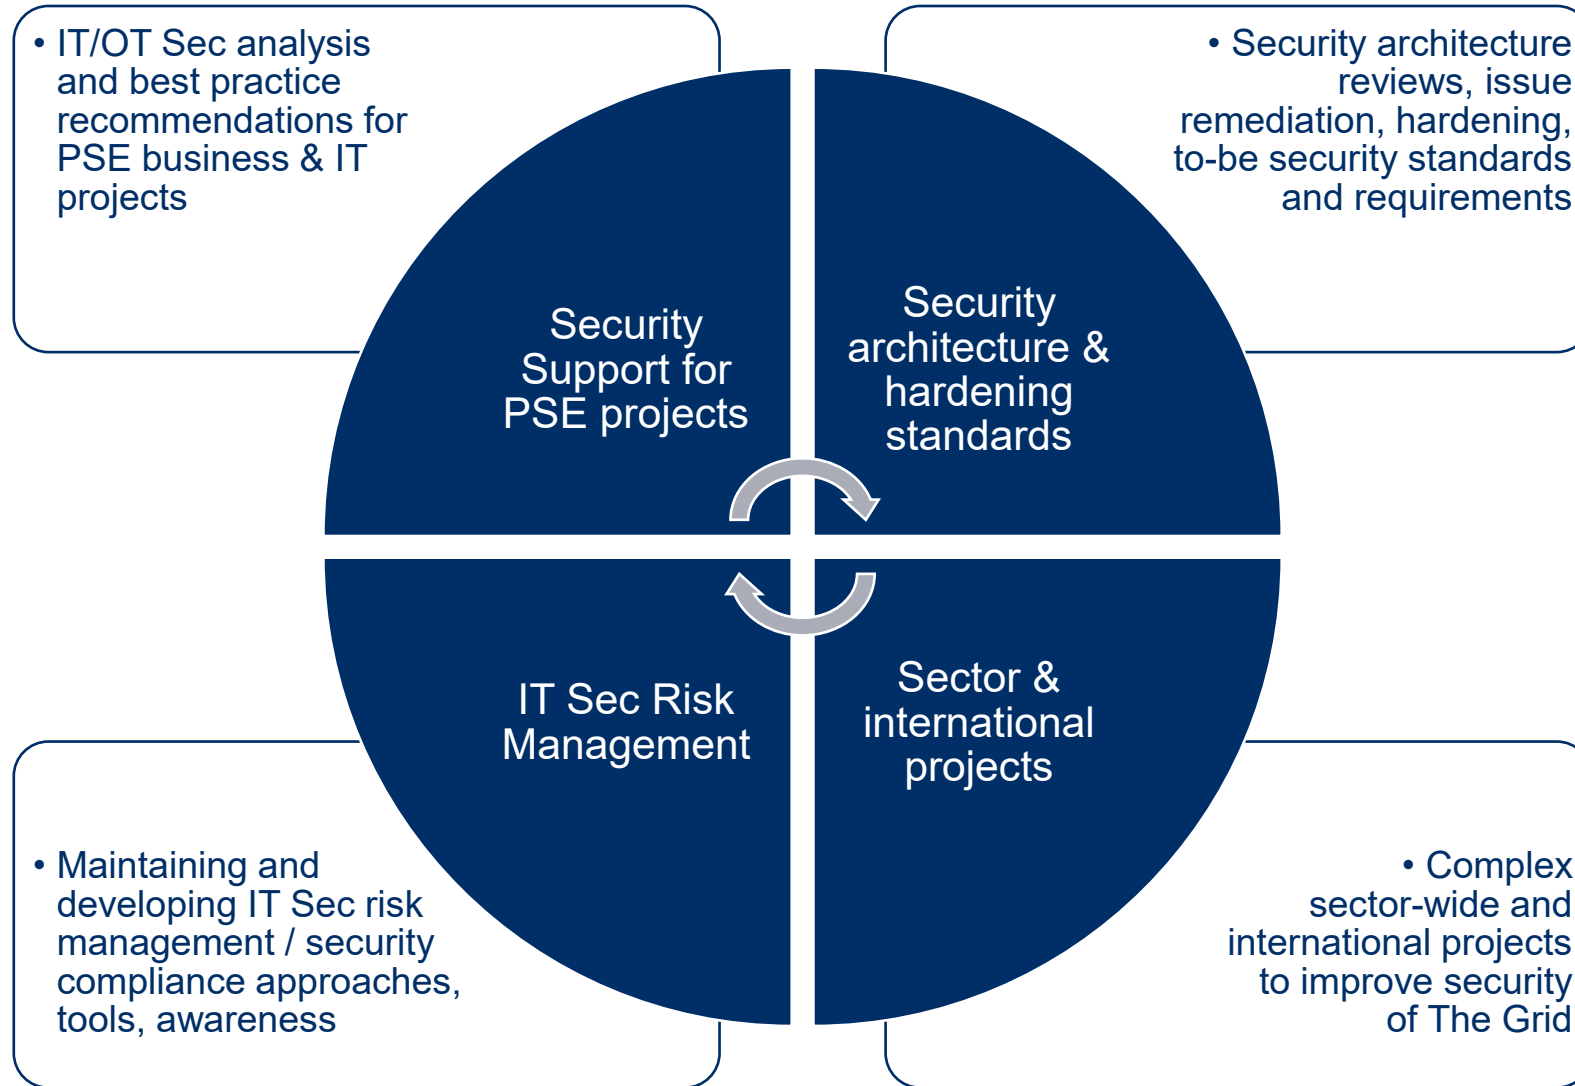 • IT/OT Sec analysis
and best practice
recommendations for
PSE business & IT
projects
• Security architecture
reviews, issue
remediation, hardening,
to-be security standards
and requirements
Security
Support for
PSE projects
Security
architecture &
hardening
standards
IT Sec Risk
Management
Sector &
international
projects
• Maintaining and
developing IT Sec risk
management / security
compliance approaches,
tools, awareness
• Complex
sector-wide and
international projects
to improve security
of The Grid